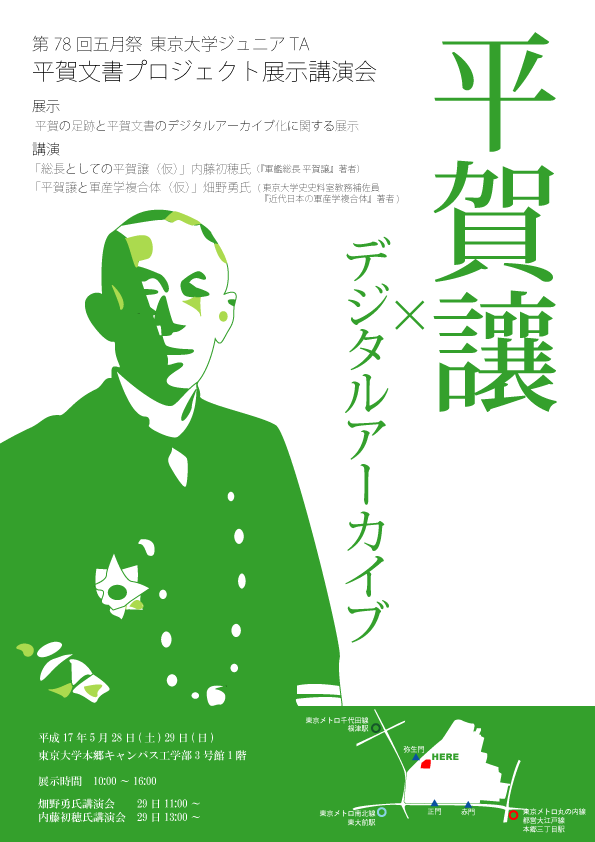 第78回五月祭 東京大学ジュニアTA
平賀文書プロジェクト展示講演会
展示
平賀の足跡と平賀文書のデジタルアーカイブ化に関する展示
講演
「総長としての平賀譲（仮）」内藤初穂氏（『軍艦総長 平賀譲』著者）
「平賀譲と軍産学複合体（仮）」畑野勇氏（東京大学史史料室教務補佐員
『近代日本の軍産学複合体』著者）
平賀讓
×
デジタルアーカイブ
平成17年5月28日(土)29日(日)
東京大学本郷キャンパス工学部3号館1階
展示時間 10:00～16:00
畑野勇氏講演会 29日11:00～
内藤初穂氏講演会 29日13:00～
東京メトロ千代田線
根津駅
弥生門
HERE
東京メトロ南北線
東大前駅
正門
赤門
東京メトロ丸の内線
都営大江戸線
本郷三丁目駅